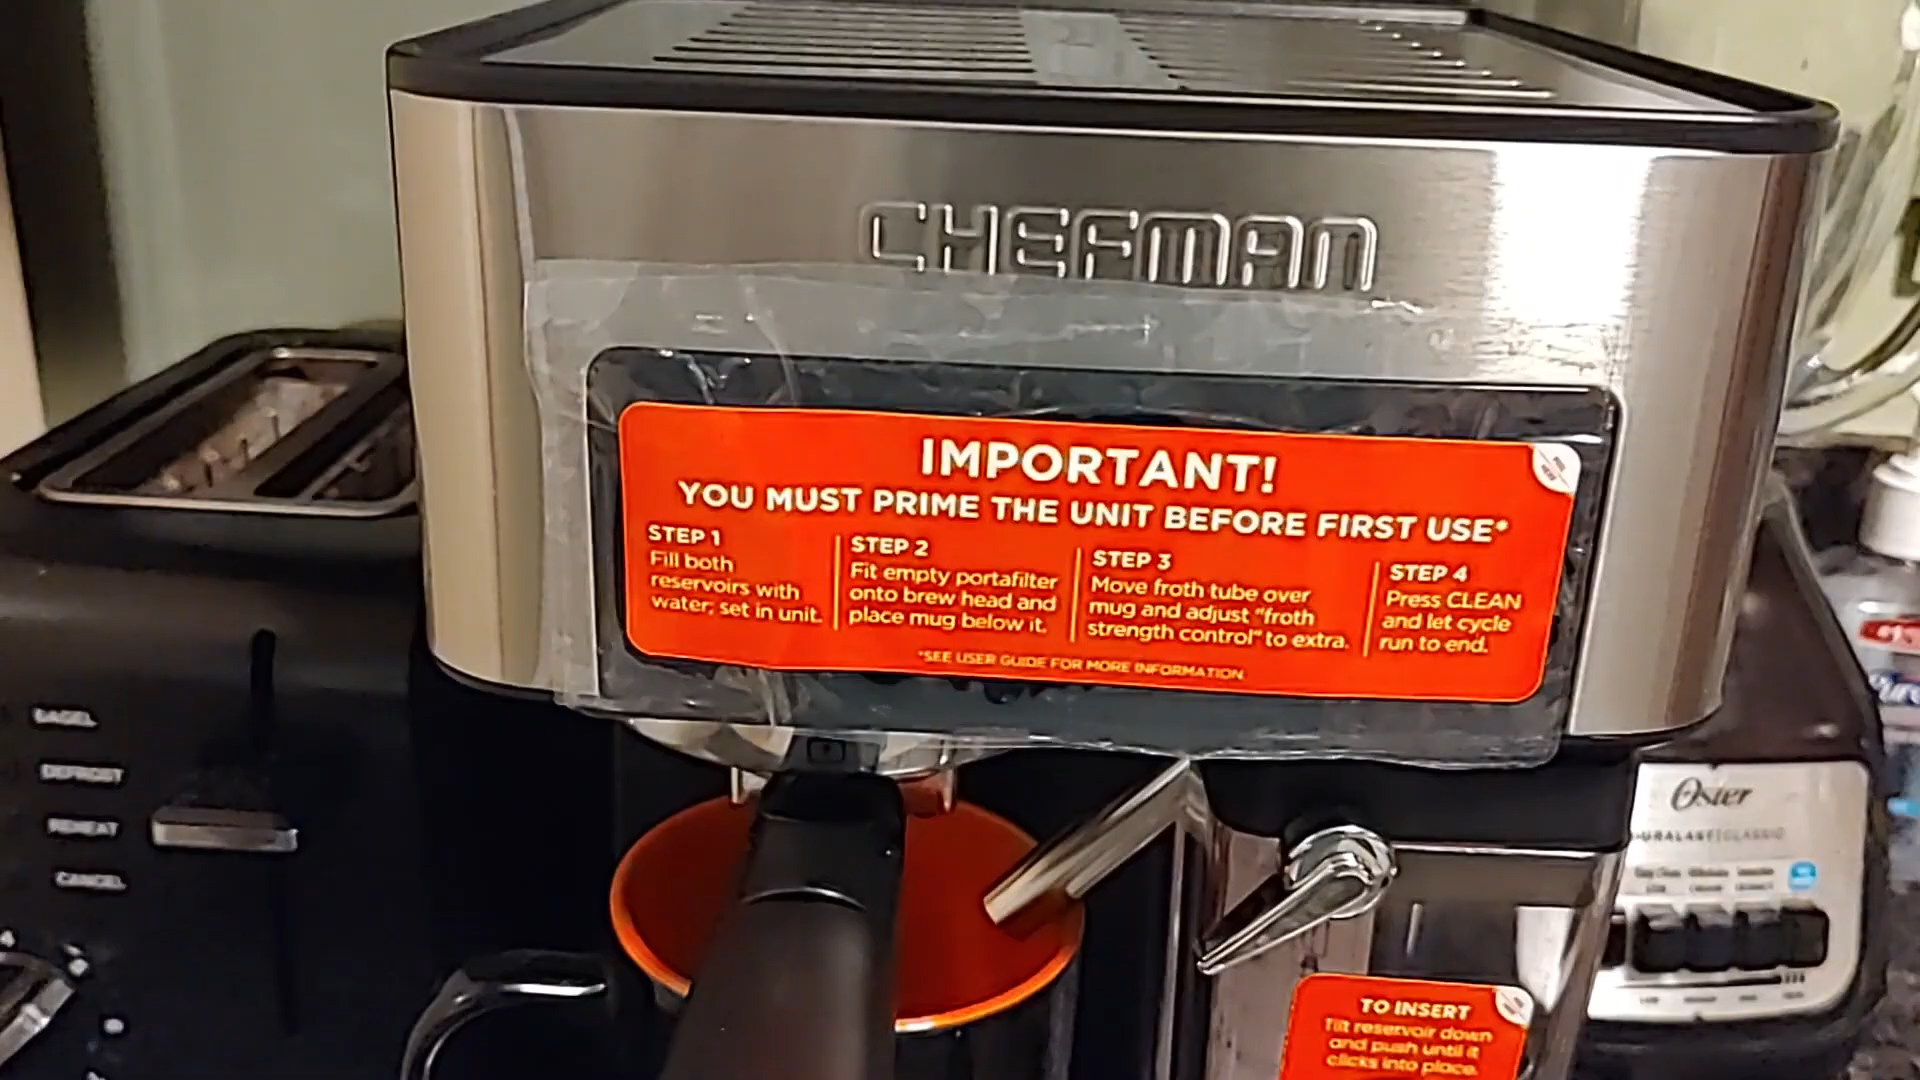 CHEFMAN
IMPORTANT!
YOU MUST PRIME THE UNIT BEFORE FIRST USE*
STEP 1
Fill both
reservoirs with
water; set in unit.
STEP 2
Fit empty portafilter
onto brew head and
place mug below it.
STEP 3
Move froth tube over
mug and adjust "froth
strength control" to extra.
STEP 4
Press CLEAN
and let cycle
run to end.
*SEE USER GUIDE FOR MORE INFORMATION
TO INSERT
Tilt reservoir down
and push until it
clicks into place.
BAGEL
DEFROST
REHEAT
CANCEL
4
Oster
CLASSIC